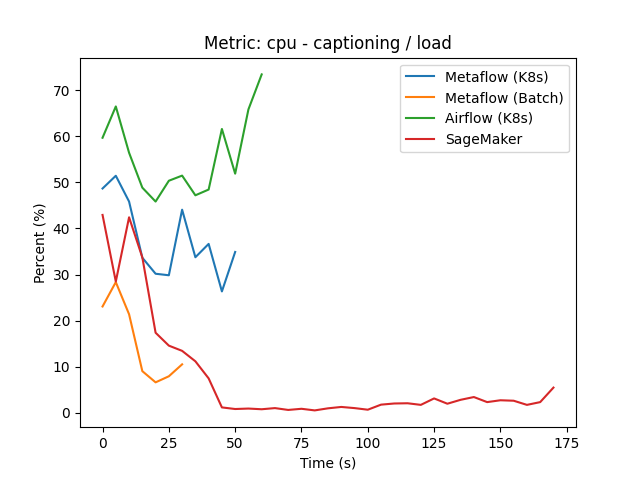 Metric: cpu - captioning / load
Metaflow (K8s)
Metaflow (Batch)
Airflow (K8s)
SageMaker
Percent (%)
70
60
50
40
30
20
10
0
0 25 50 75 100 125 150 175
Time (s)